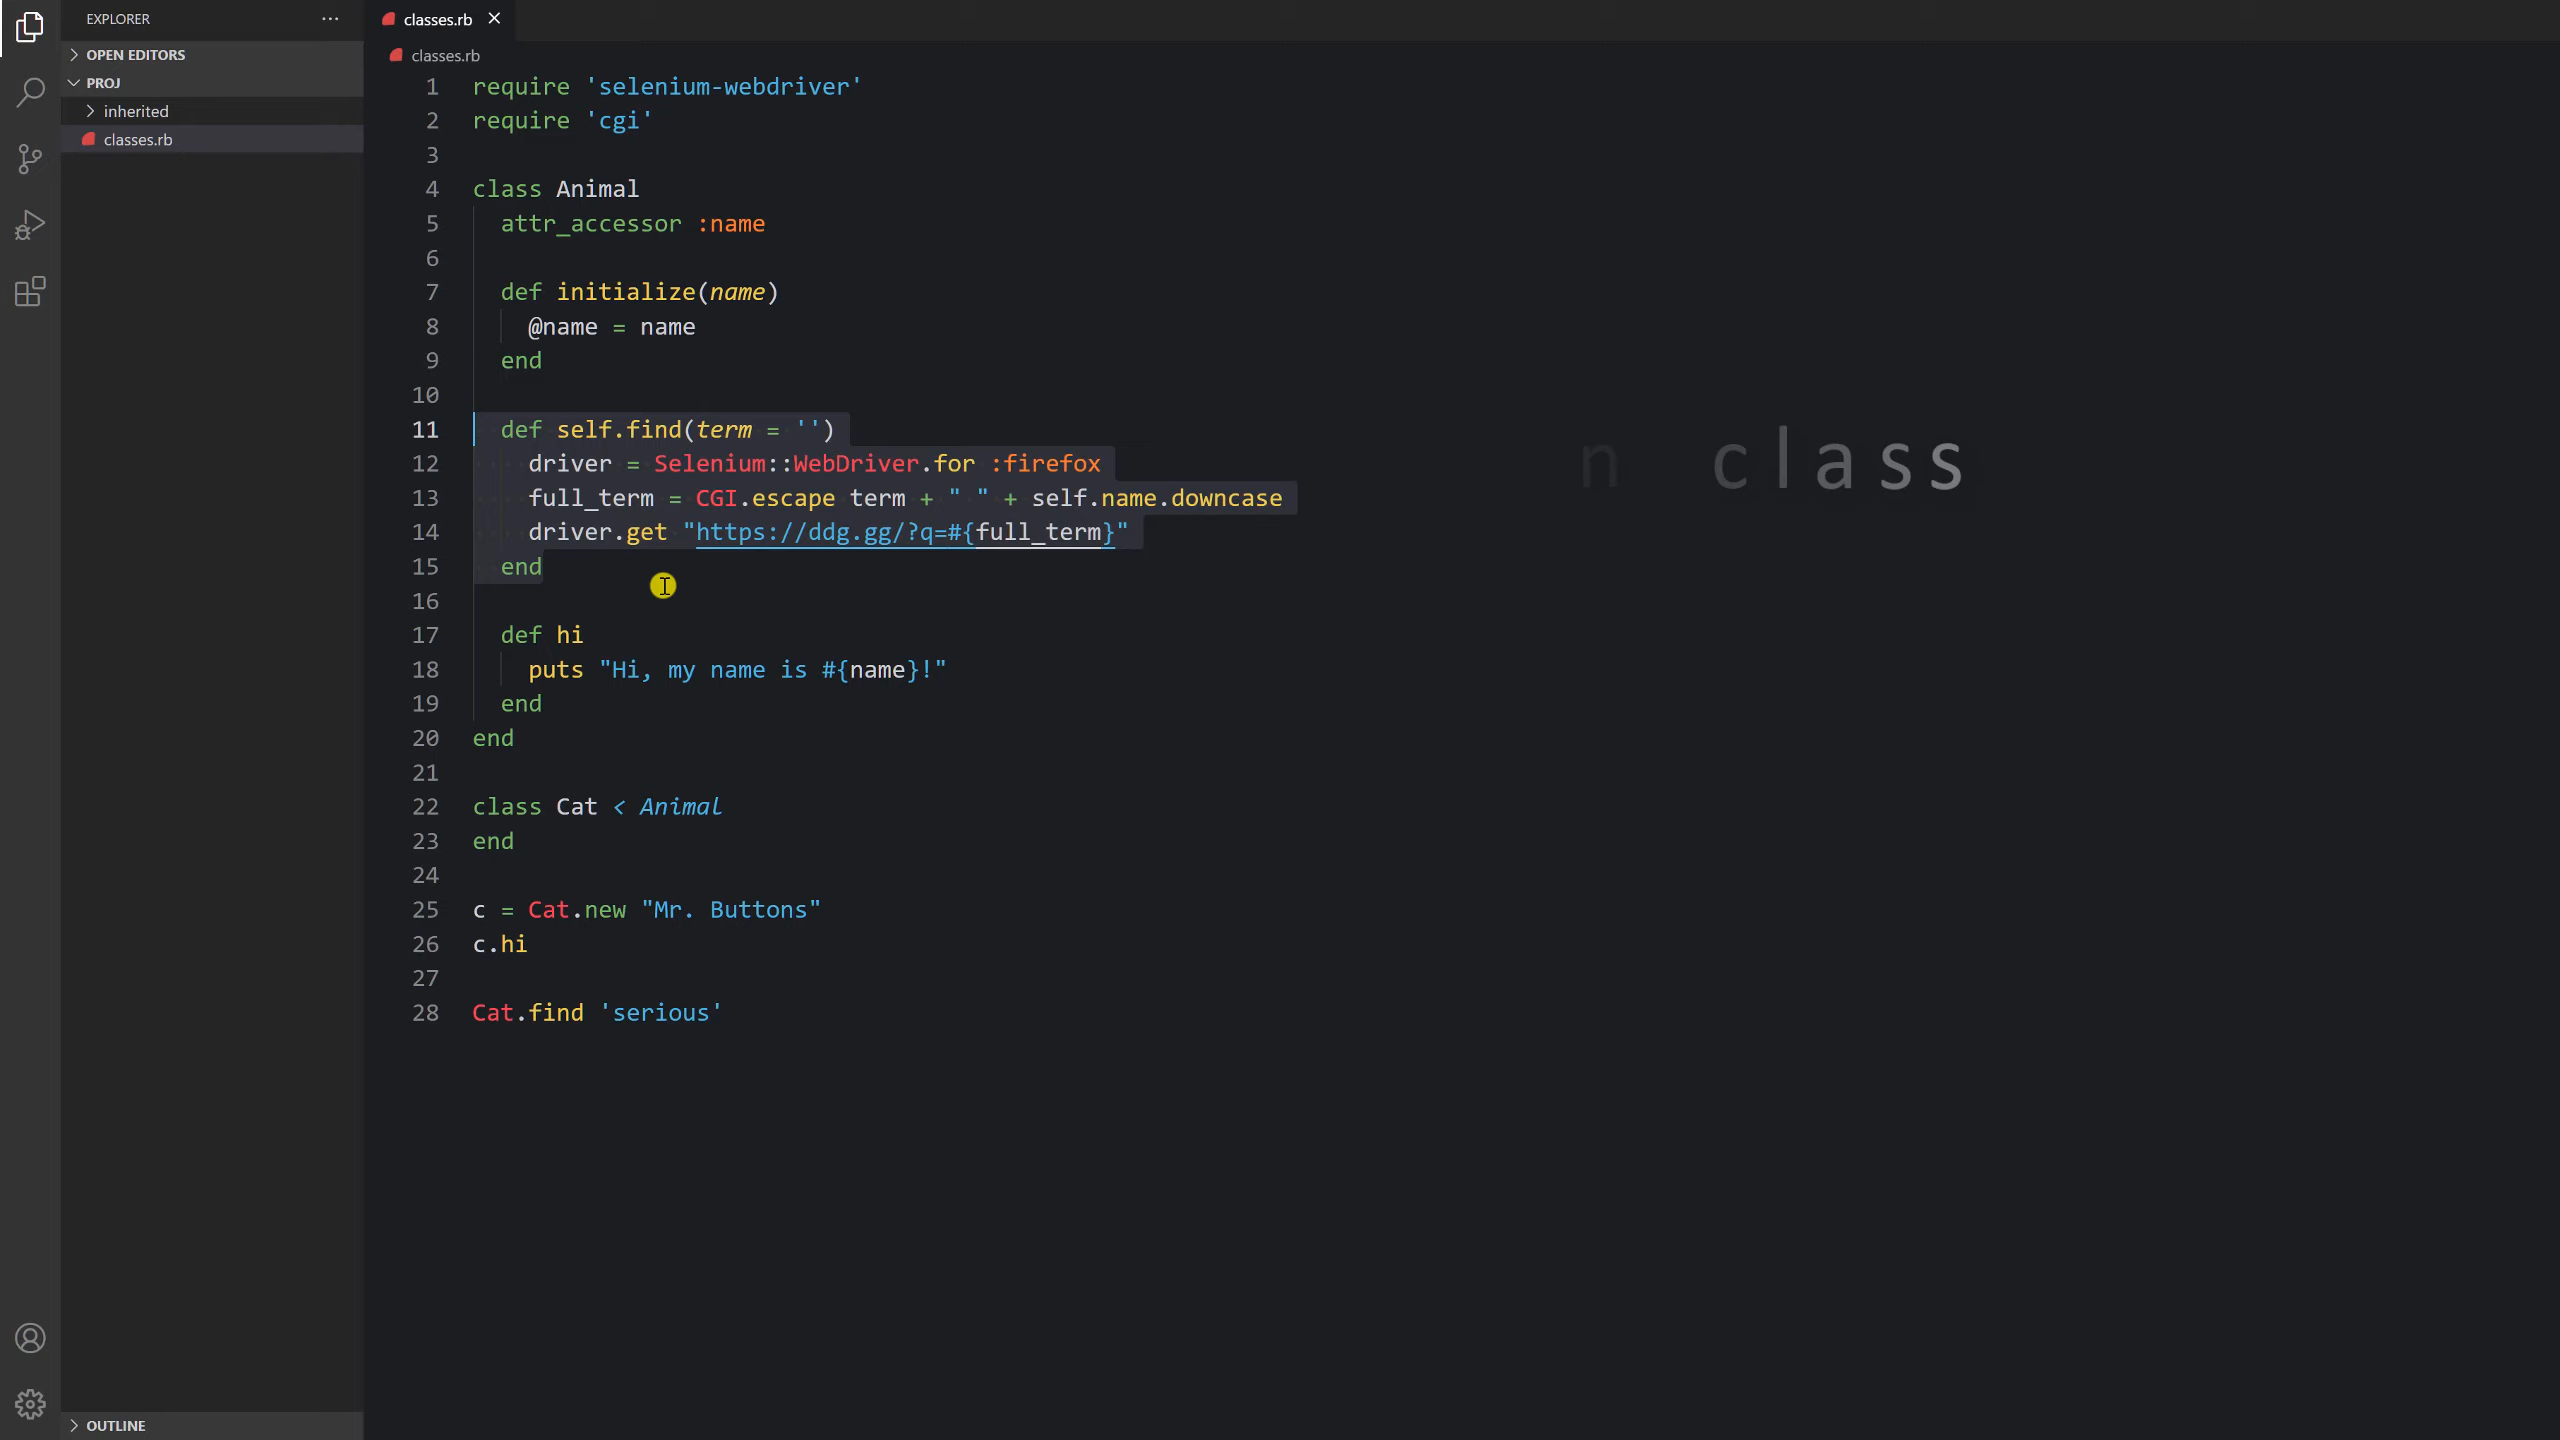 EXPLORER
OPEN EDITORS
PROJ
inherited
classes.rb
OUTLINE
classes.rb
classes.rb
1 require 'selenium-webdriver'
2 require 'cgi'
3
4 class Animal
5   attr_accessor :name
6
7   def initialize(name)
8     @name = name
9   end
10
11   def self.find(term = '')
12     driver = Selenium::WebDriver.for :firefox
13     full_term = CGI.escape term + " " + self.name.downcase
14     driver.get "https://ddg.gg/?q=#{full_term}"
15   end
16
17   def hi
18     puts "Hi, my name is #{name}!"
19   end
20 end
21
22 class Cat < Animal
23 end
24
25 c = Cat.new "Mr. Buttons"
26 c.hi
27
28 Cat.find 'serious'
n class